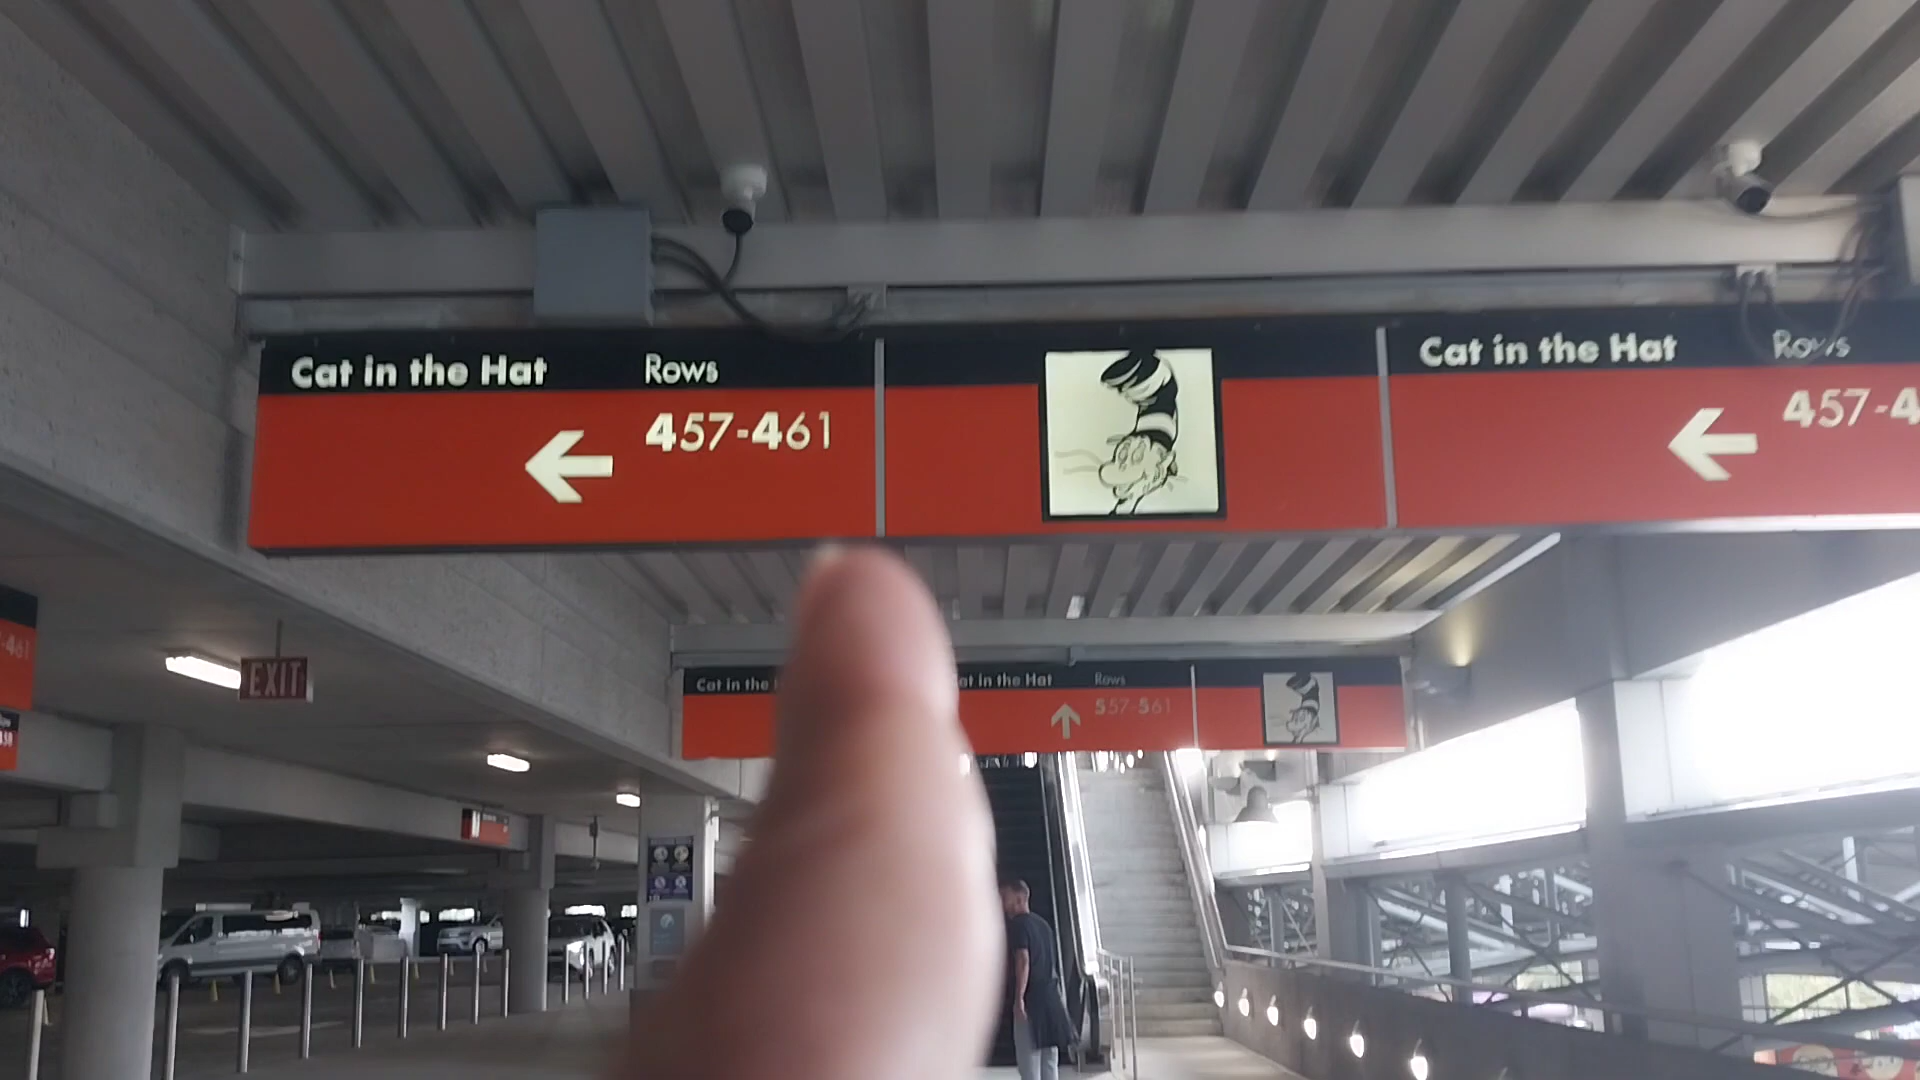 Cat in the Hat Rows
457-461
Cat in the Hat Rows
457-4
EXIT
-461
Cat in the
at in the Hat Rows
557-561